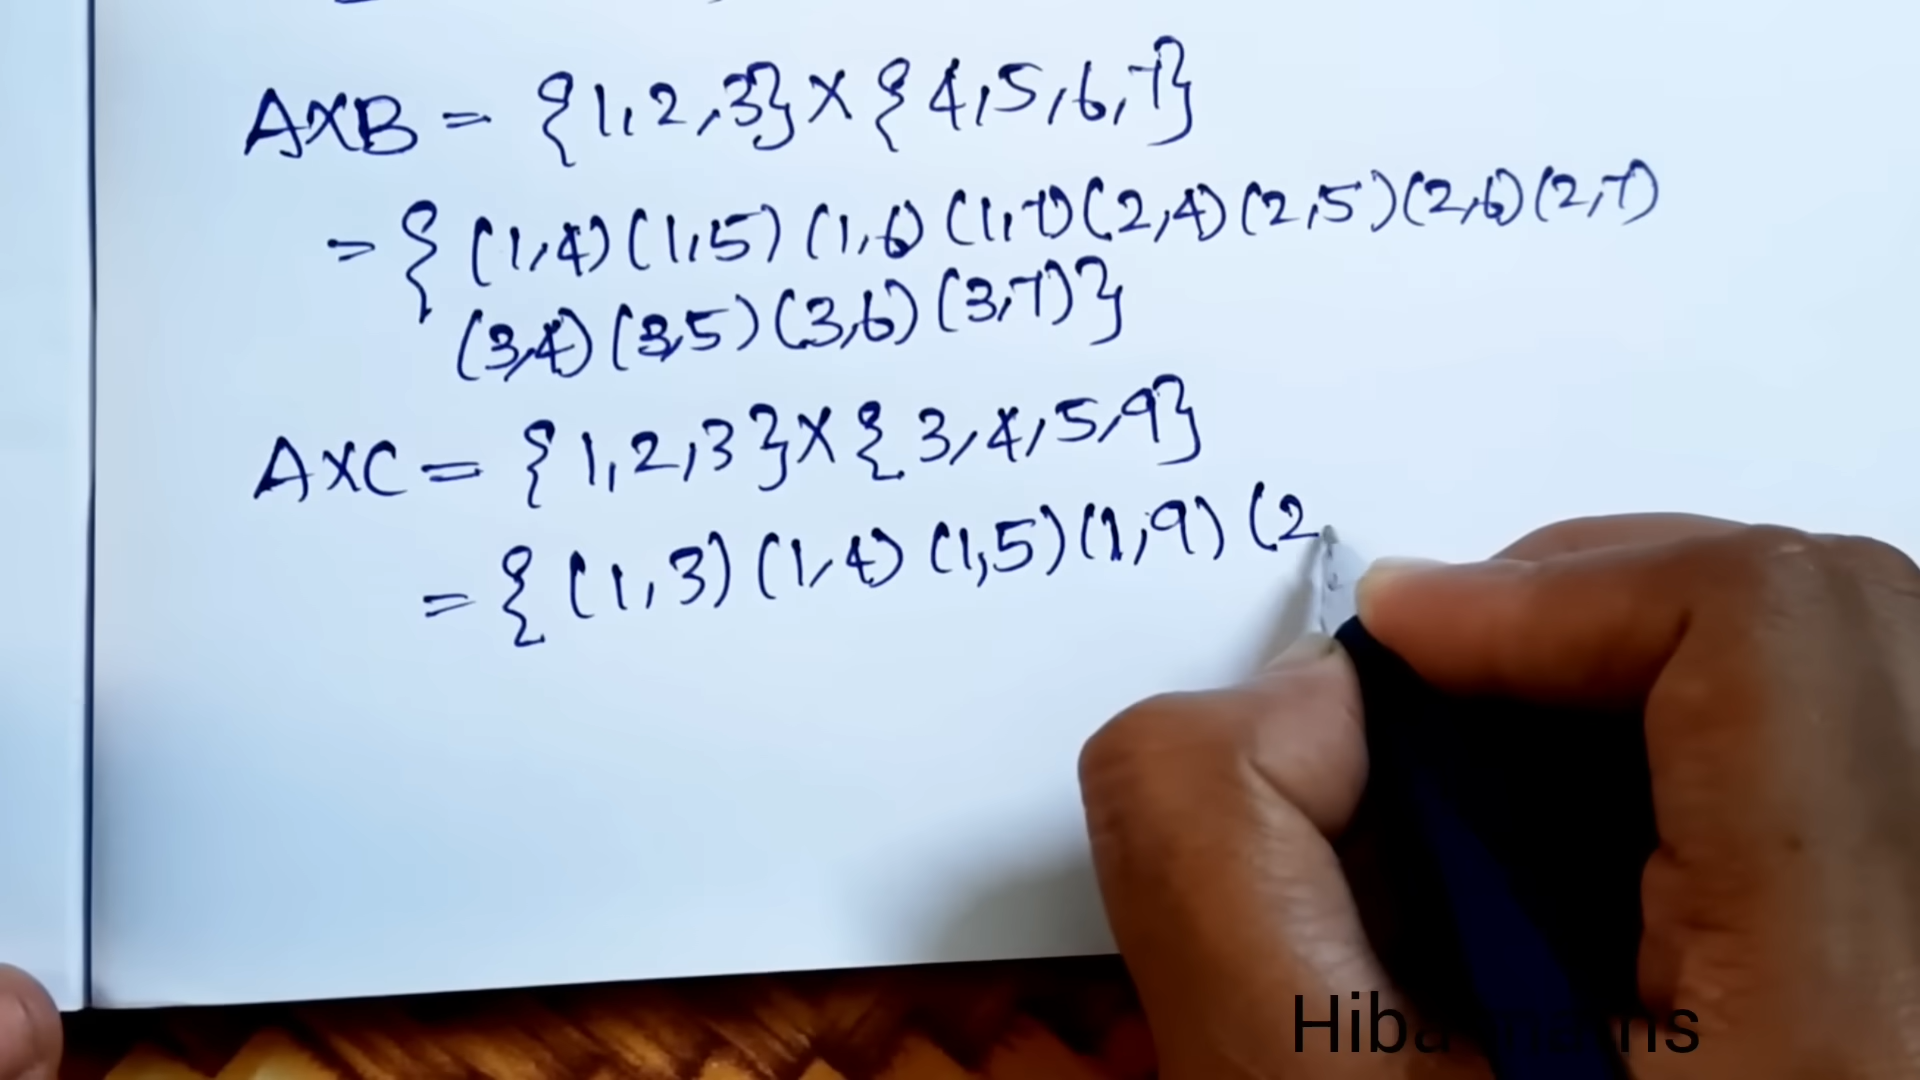 A×B = {1,2,3}×{4,5,6,7}
= { (1,4)(1,5)(1,6)(1,7)(2,4)(2,5)(2,6)(2,7)
(3,4)(3,5)(3,6)(3,7)}
A×C = {1,2,3}×{3,4,5,9}
= { (1,3)(1,4)(1,5)(1,9)(2,
Hiba